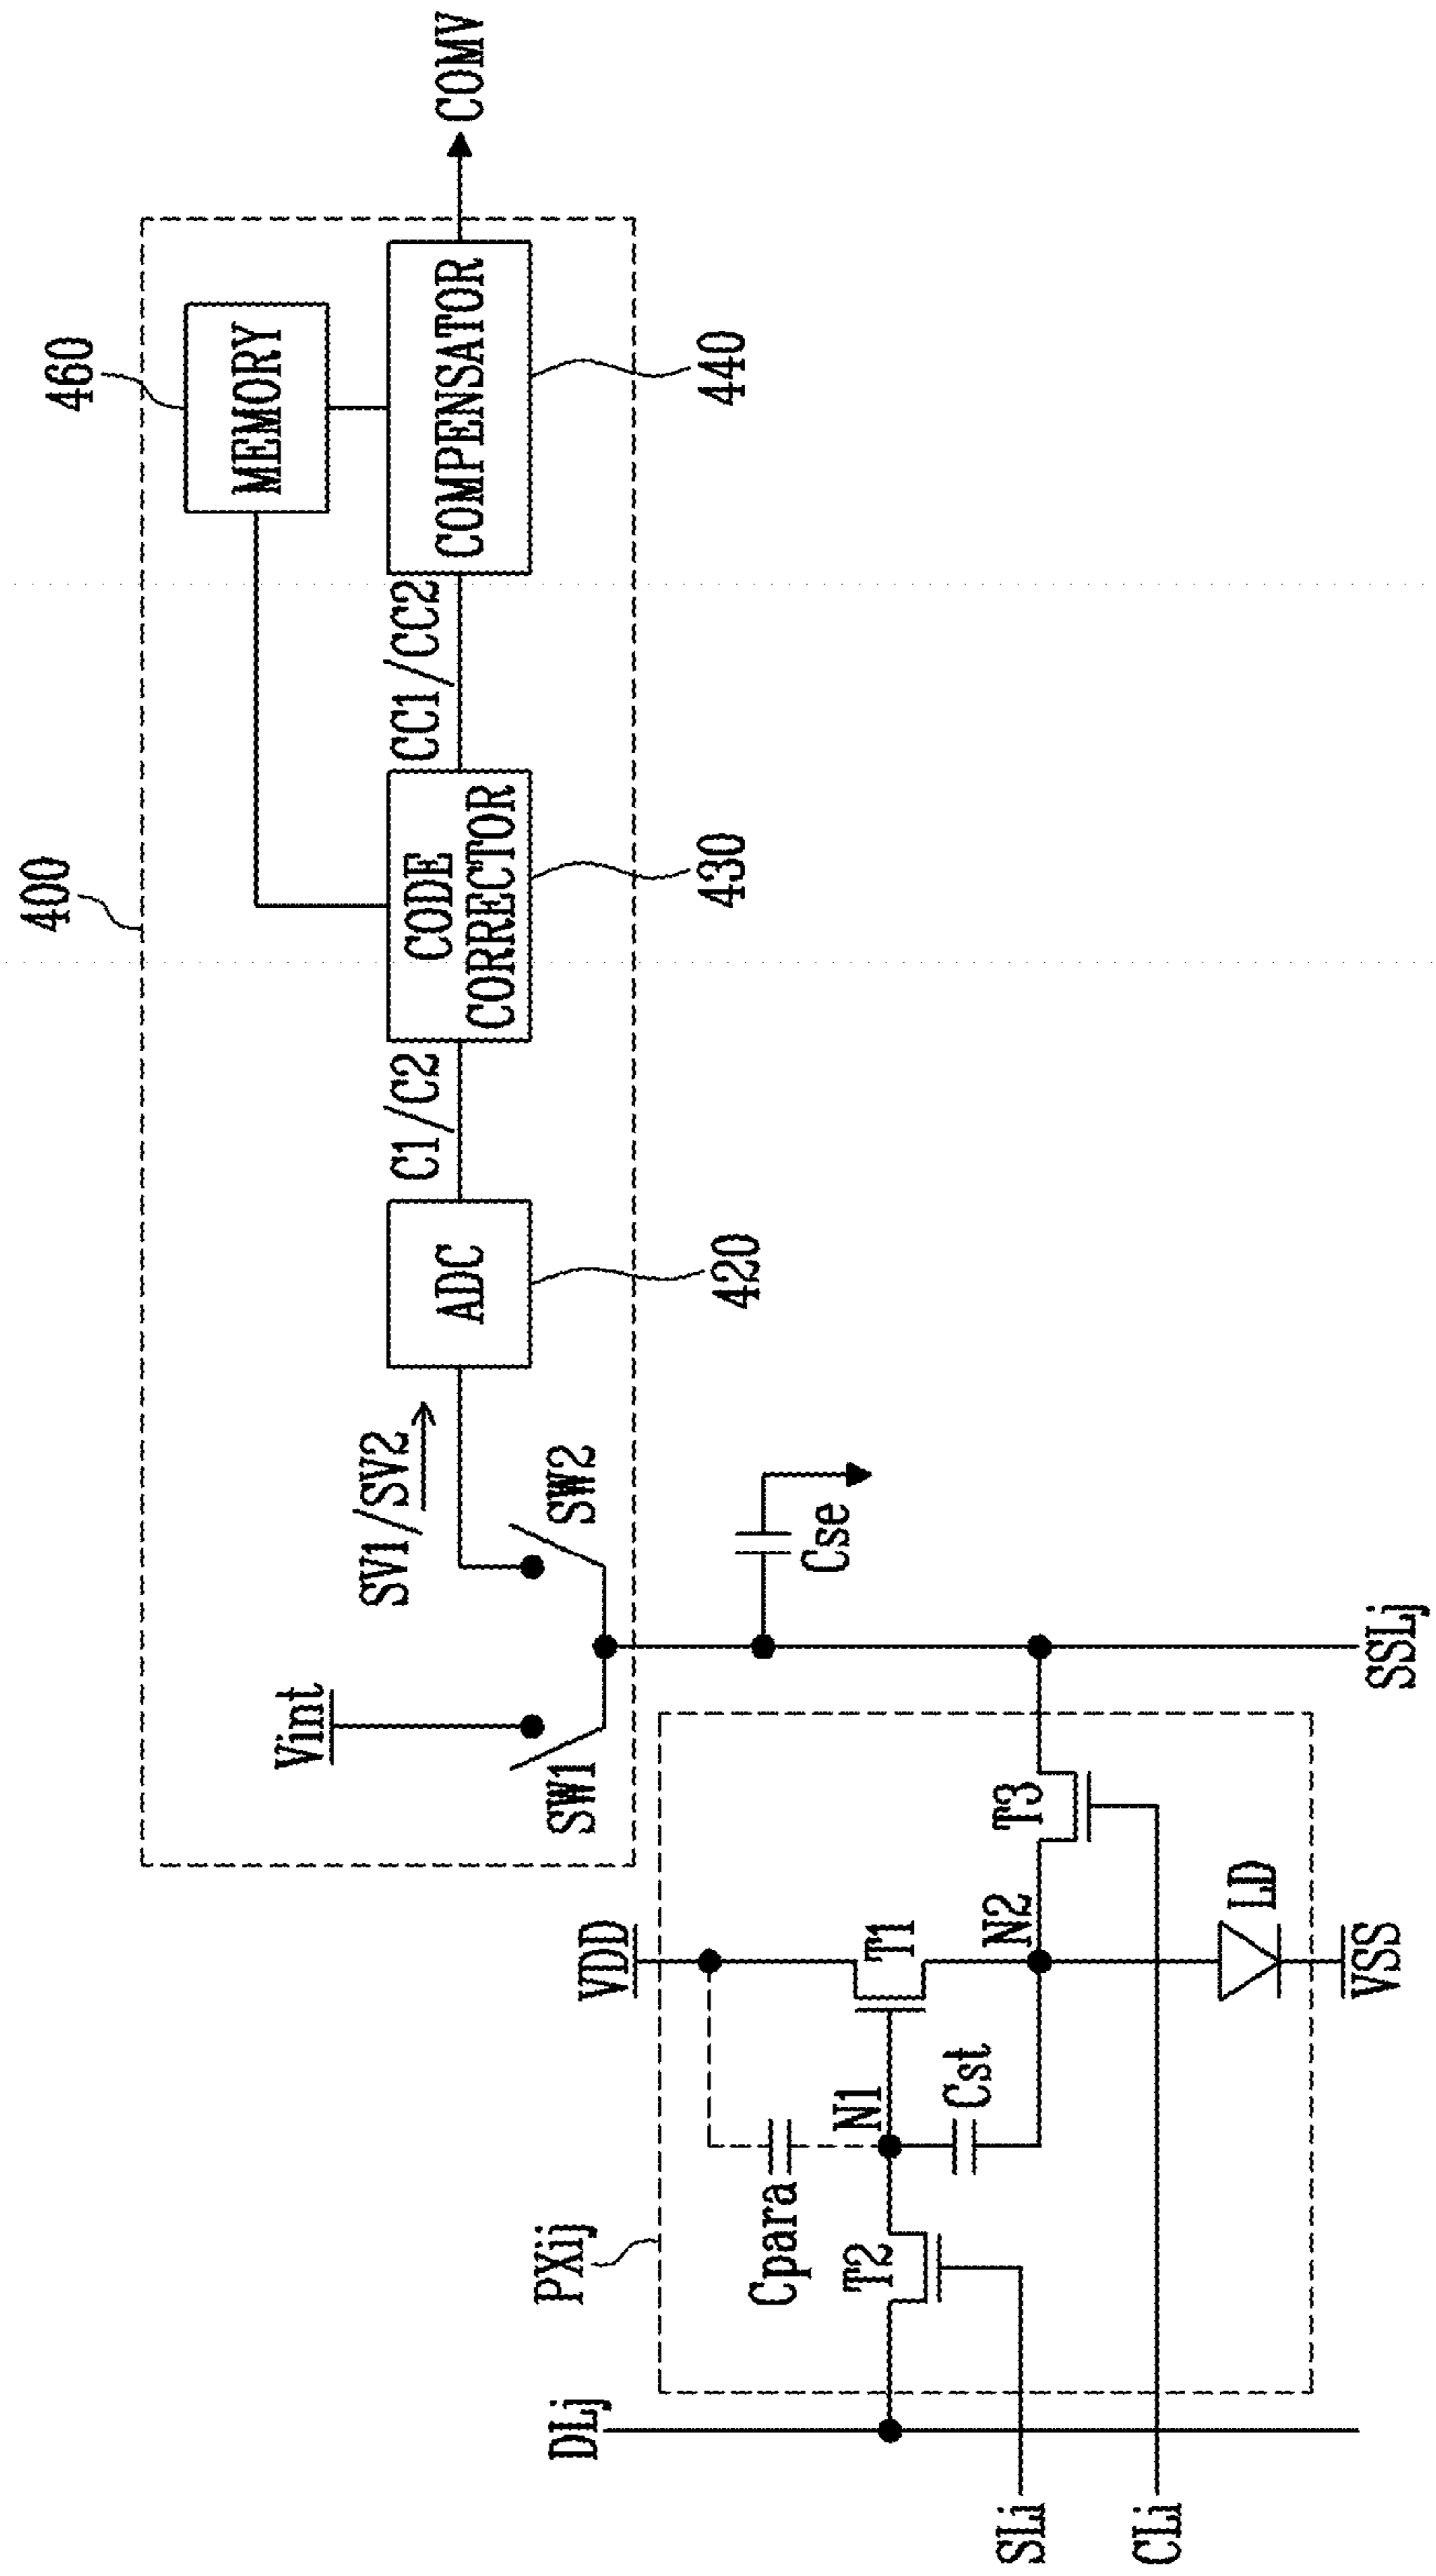 400
460
MEMORY
Vint
SV1/SV2
ADC
C1/C2
CODE
CORRECTOR
CC1/CC2
COMPENSATOR
COMV
SW1
SW2
420
430
440
DLj
PXij
VDD
Cpara
Cse
N1
T1
T2
Cst
N2
T3
LD
SLi
CLi
VSS
SSLj